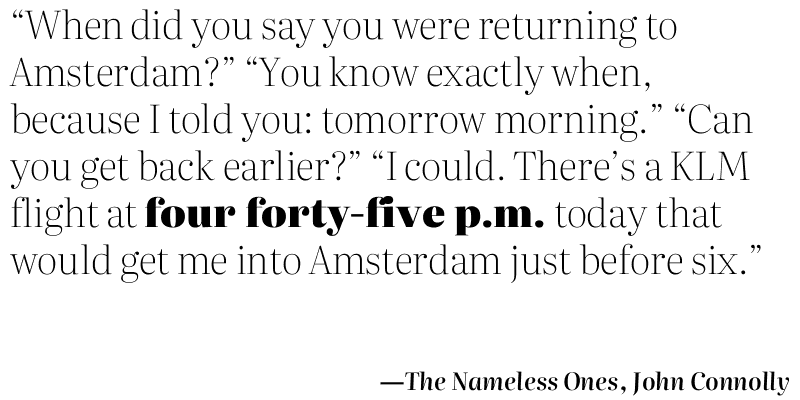 “When did you say you were returning to
Amsterdam?” “You know exactly when,
because I told you: tomorrow morning.” “Can
you get back earlier?” “I could. There’s a KLM
flight at four forty-five p.m. today that
would get me into Amsterdam just before six.”
—The Nameless Ones, John Connolly